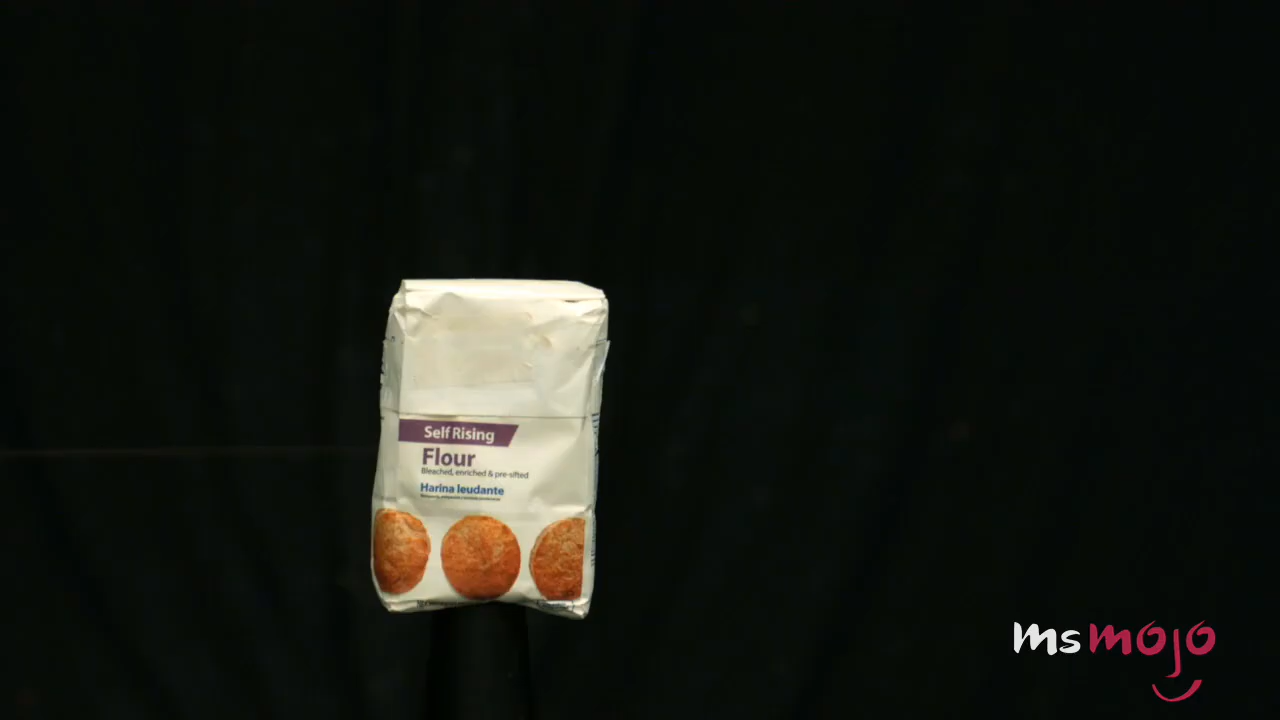 Self Rising
Flour
Bleached, enriched & pre-sifted
Harina leudante
msmojo